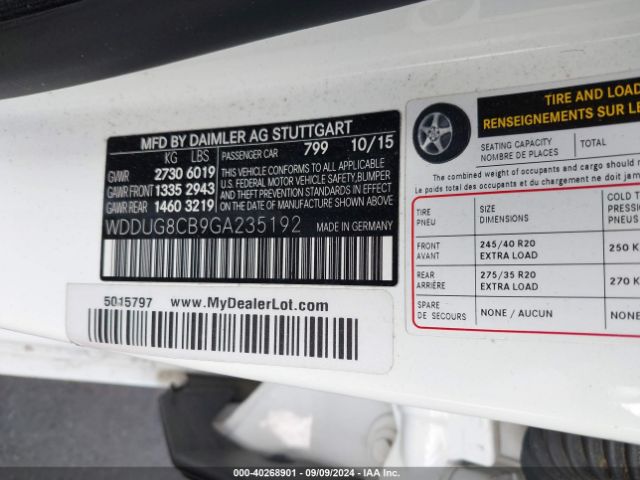 MFD BY DAIMLER AG STUTTGART
KG LBS PASSENGER CAR 799 10/15
GVWR 2730 6019
GAWR FRONT 1335 2943
GAWR REAR 1460 3219
THIS VEHICLE CONFORMS TO ALL APPLICABLE
U.S. FEDERAL MOTOR VEHICLE SAFETY, BUMPER
AND THEFT PREVENTION STANDARDS IN EFFECT
ON THE DATE OF MANUFACTURE SHOWN ABOVE.
WDDUG8CB9GA235192 MADE IN GERMANY
5015797 www.MyDealerLot.com
TIRE AND LOAD
RENSEIGNEMENTS SUR LE
SEATING CAPACITY
NOMBRE DE PLACES
TOTAL
The combined weight of occupants and cargo should
Le poids total des occupants et du chargement ne doit jamais
TIRE
PNEU
SIZE
DIMENSIONS
COLD
PRESSI
PNEUS
FRONT
AVANT
245/40 R20
EXTRA LOAD
250 K
REAR
ARRIÈRE
275/35 R20
EXTRA LOAD
270 K
SPARE
DE SECOURS
NONE / AUCUN
NONE
000-40268901 - 09/09/2024 - IAA Inc.